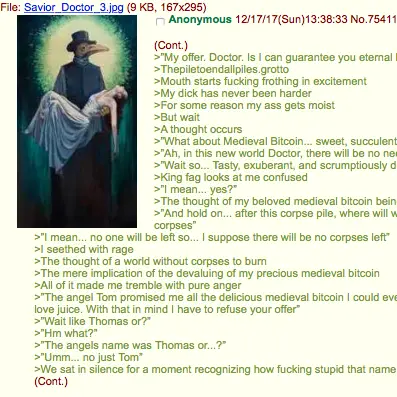 File: Savior_Doctor_3.jpg (9 KB, 167x295)
Anonymous 12/17/17(Sun)13:38:33 No.75411
(Cont.)
>"My offer. Doctor. Is I can guarantee you eternal
>Thepiletoendallpiles.grotto
>Mouth starts fucking frothing in excitement
>My dick has never been harder
>For some reason my ass gets moist
>But wait
>A thought occurs
>"What about Medieval Bitcoin... sweet, succulent
>"Ah, in this new world Doctor, there will be no ne
>"Wait so... Tasty, exuberant, and scrumptiously d
>King fag looks at me confused
>"I mean... yes?"
>The thought of my beloved medieval bitcoin bein
>"And hold on... after this corpse pile, where will w
corpses"
>"I mean... no one will be left so... I suppose there will be no corpses left"
>I seethed with rage
>The thought of a world without corpses to burn
>The mere implication of the devaluing of my precious medieval bitcoin
>All of it made me tremble with pure anger
>"The angel Tom promised me all the delicious medieval bitcoin I could eve
love juice. With that in mind I have to refuse your offer"
>"Wait like Thomas or?"
>"Hm what?"
>"The angels name was Thomas or...?"
>"Umm... no just Tom"
>We sat in silence for a moment recognizing how fucking stupid that name
(Cont.)